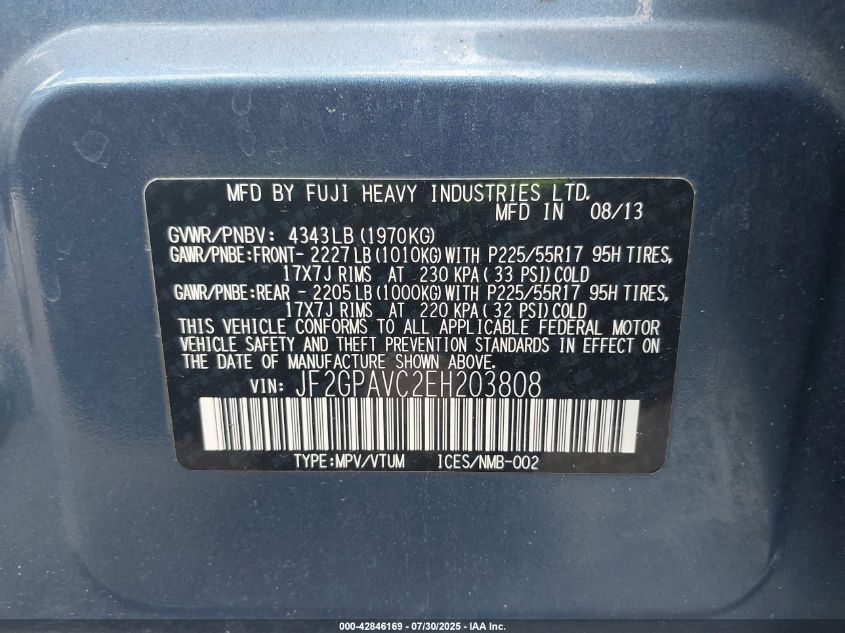 MFD BY FUJI HEAVY INDUSTRIES LTD.
MFD IN 08/13
GVWR/PNBV: 4343LB (1970KG)
GAWR/PNBE:FRONT- 2227LB (1010KG) WITH P225/55R17 95H TIRES,
17X7J RIMS AT 230 KPA ( 33 PSI) COLD
GAWR/PNBE:REAR - 2205LB (1000KG) WITH P225/55R17 95H TIRES,
17X7J RIMS AT 220 KPA ( 32 PSI) COLD
THIS VEHICLE CONFORMS TO ALL APPLICABLE FEDERAL MOTOR
VEHICLE SAFETY AND THEFT PREVENTION STANDARDS IN EFFECT ON
THE DATE OF MANUFACTURE SHOWN ABOVE.
VIN: JF2GPAVC2EH203808
TYPE:MPV/VTUM ICES/NMB-002
000-42846169 - 07/30/2025 - IAA Inc.